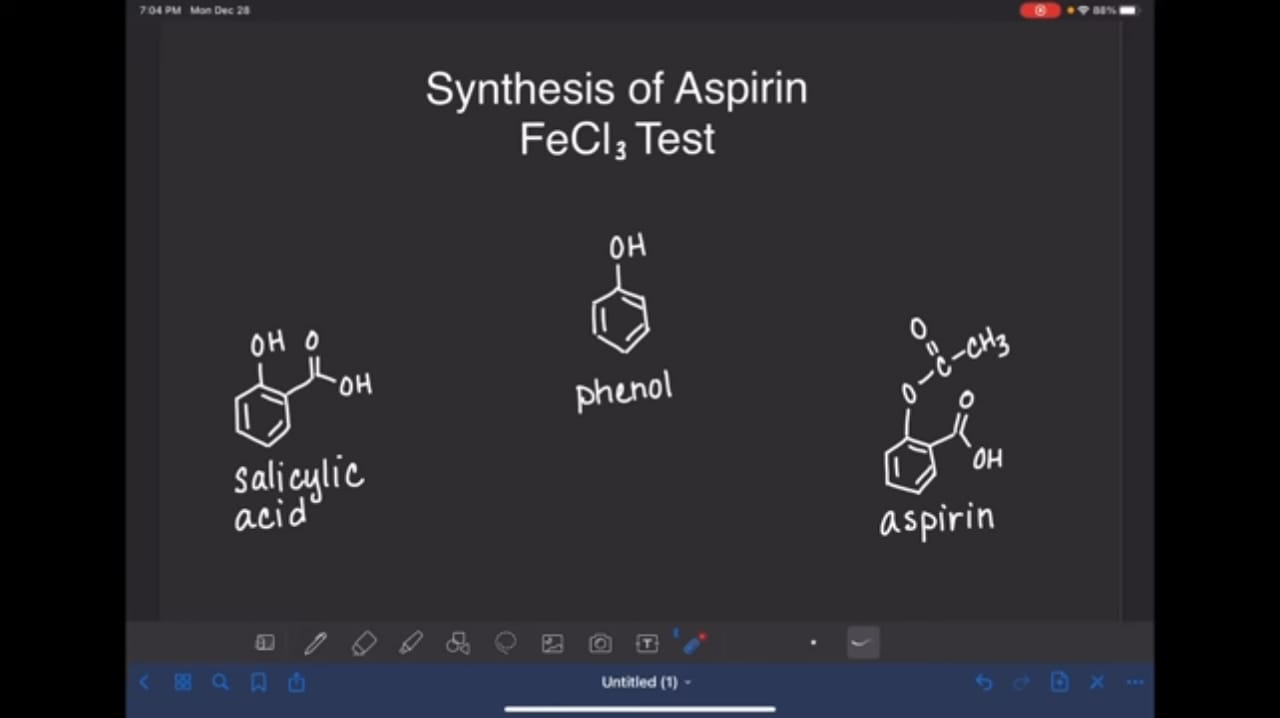 7:04 PM Mon Dec 28
88%
Synthesis of Aspirin
FeCl₃ Test
OH
OH O
OH
salicylic
acid
phenol
O
C CH₃
O
O
OH
aspirin
T
Untitled (1)